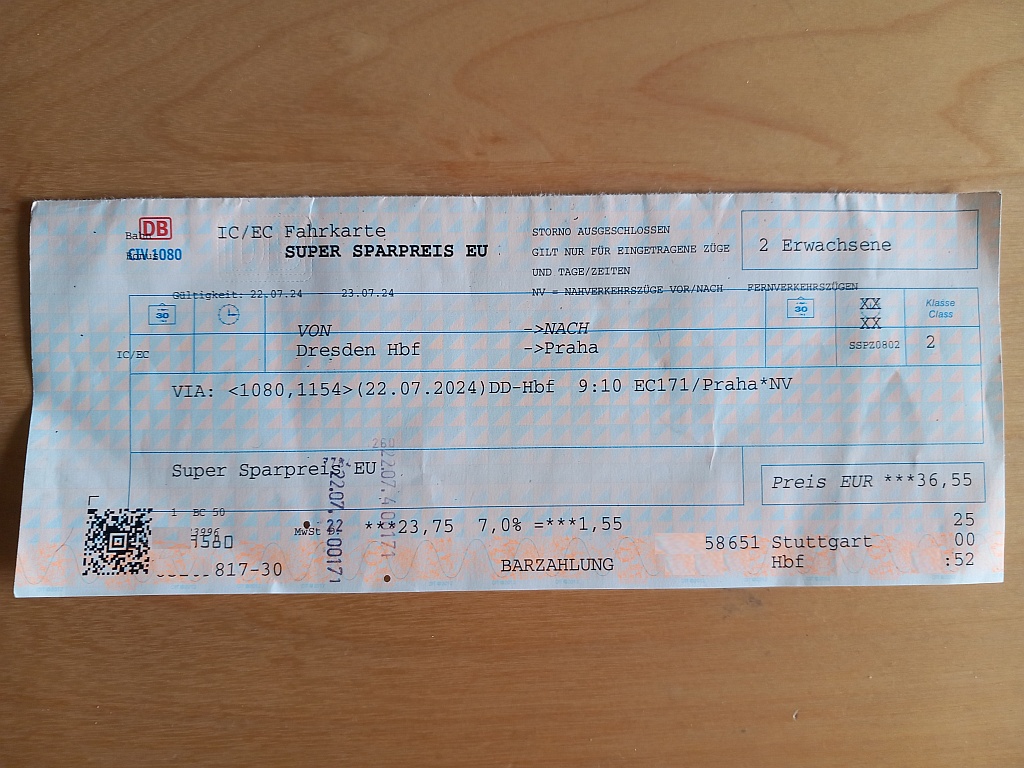 DB
CIV 1080
IC/EC Fahrkarte
SUPER SPARPREIS EU
STORNO AUSGESCHLOSSEN
GILT NUR FÜR EINGETRAGENE ZÜGE
UND TAGE/ZEITEN
NV = NAHVERKEHRSZÜGE VOR/NACH FERNVERKEHRSZÜGEN
2 Erwachsene
Gültigkeit: 22.07.24 23.07.24
30
30
XX
XX
Klasse
Class
VON ->NACH
IC/EC Dresden Hbf ->Praha SSPZ0802 2
VIA: <1080,1154>(22.07.2024)DD-Hbf 9:10 EC171/Praha*NV
Super Sparpreis EU
Preis EUR ***36,55
1 BC 50
MwSt D: ***23,75 7,0% =***1,55
817-30
BARZAHLUNG
58651 Stuttgart
Hbf
25
00
:52